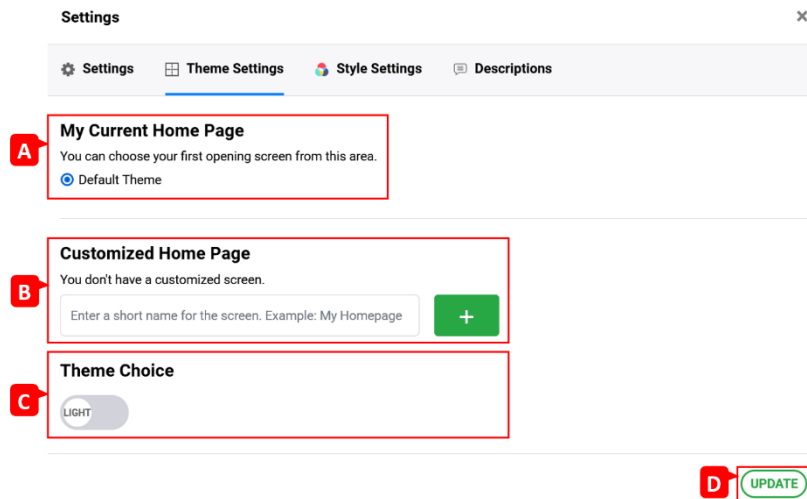 Settings ×
Settings Theme Settings Style Settings Descriptions
A
My Current Home Page
You can choose your first opening screen from this area.
Default Theme
B
Customized Home Page
You don't have a customized screen.
Enter a short name for the screen. Example: My Homepage +
C
Theme Choice
LIGHT
D UPDATE